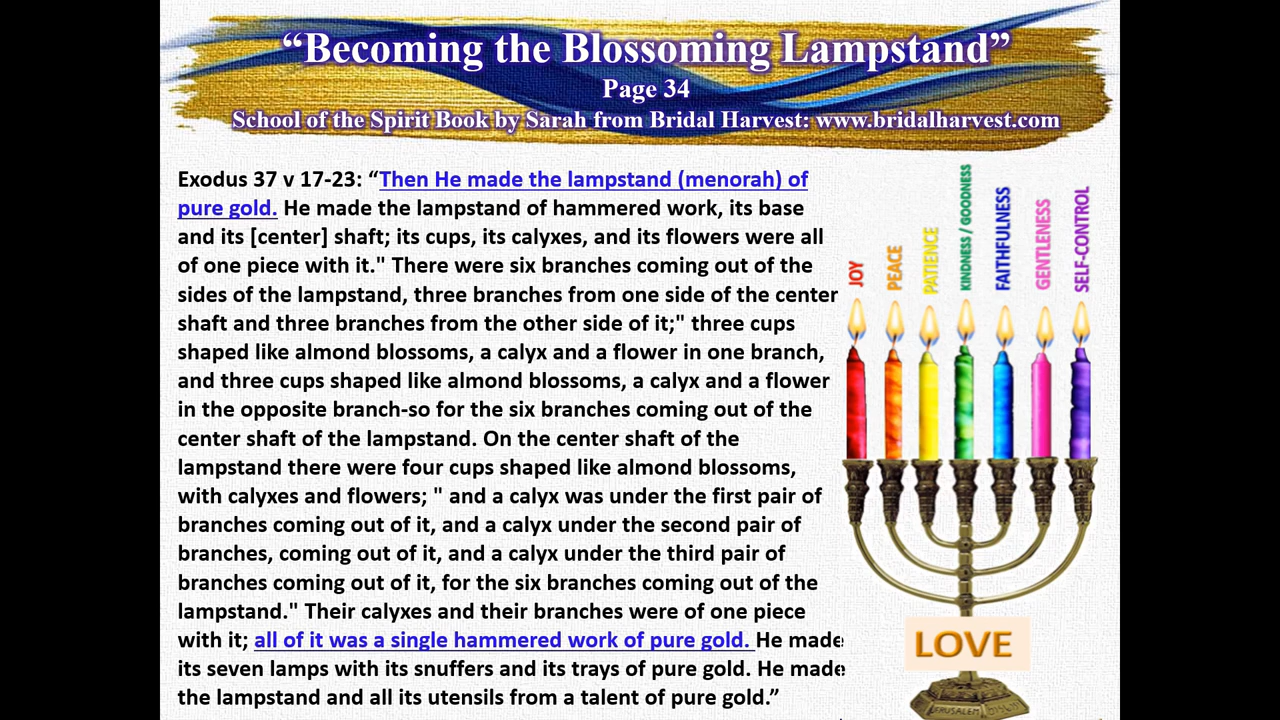 “Becoming the Blossoming Lampstand”
Page 34
School of the Spirit Book by Sarah from Bridal Harvest: www.bridalharvest.com
Exodus 37 v 17-23: “Then He made the lampstand (menorah) of
pure gold. He made the lampstand of hammered work, its base
and its [center] shaft; its cups, its calyxes, and its flowers were all
of one piece with it." There were six branches coming out of the
sides of the lampstand, three branches from one side of the center
shaft and three branches from the other side of it;" three cups
shaped like almond blossoms, a calyx and a flower in one branch,
and three cups shaped like almond blossoms, a calyx and a flower
in the opposite branch-so for the six branches coming out of the
center shaft of the lampstand. On the center shaft of the
lampstand there were four cups shaped like almond blossoms,
with calyxes and flowers; " and a calyx was under the first pair of
branches coming out of it, and a calyx under the second pair of
branches, coming out of it, and a calyx under the third pair of
branches coming out of it, for the six branches coming out of the
lampstand." Their calyxes and their branches were of one piece
with it; all of it was a single hammered work of pure gold. He made
its seven lamps with its snuffers and its trays of pure gold. He made
the lampstand and all its utensils from a talent of pure gold.”
JOY
PEACE
PATIENCE
KINDNESS / GOODNESS
FAITHFULNESS
GENTLENESS
SELF-CONTROL
LOVE
JERUSALEM